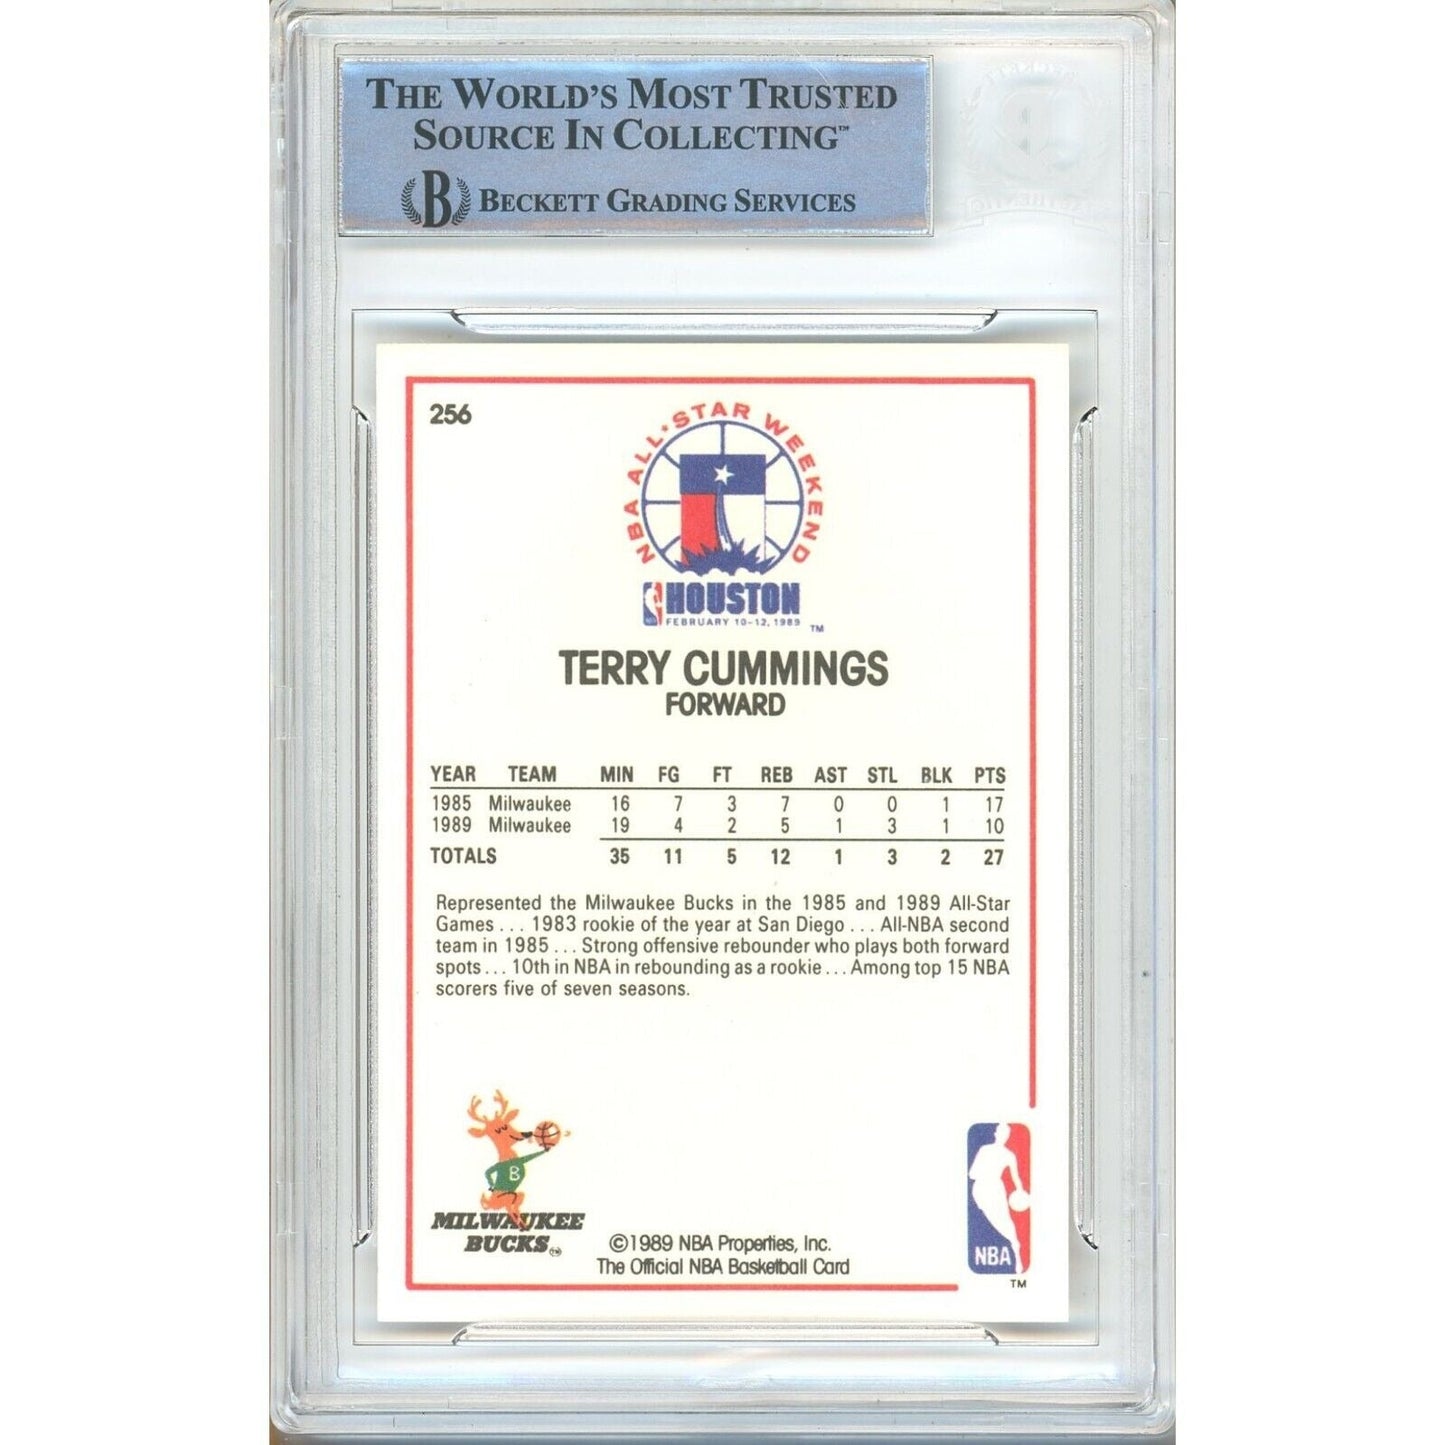 THE WORLD'S MOST TRUSTED
SOURCE IN COLLECTING™
B BECKETT GRADING SERVICES
256
NBA ALL·STAR WEEKEND
HOUSTON
NBA FEBRUARY 10-12, 1989 TM
TERRY CUMMINGS
FORWARD
YEAR TEAM MIN FG FT REB AST STL BLK PTS
1985 Milwaukee 16 7 3 7 0 0 1 17
1989 Milwaukee 19 4 2 5 1 3 1 10
TOTALS 35 11 5 12 1 3 2 27
Represented the Milwaukee Bucks in the 1985 and 1989 All-Star
Games . . . 1983 rookie of the year at San Diego . . . All-NBA second
team in 1985 . . . Strong offensive rebounder who plays both forward
spots . . . 10th in NBA in rebounding as a rookie . . . Among top 15 NBA
scorers five of seven seasons.
B
MILWAUKEE
BUCKS TM
©1989 NBA Properties, Inc.
The Official NBA Basketball Card
NBA
TM